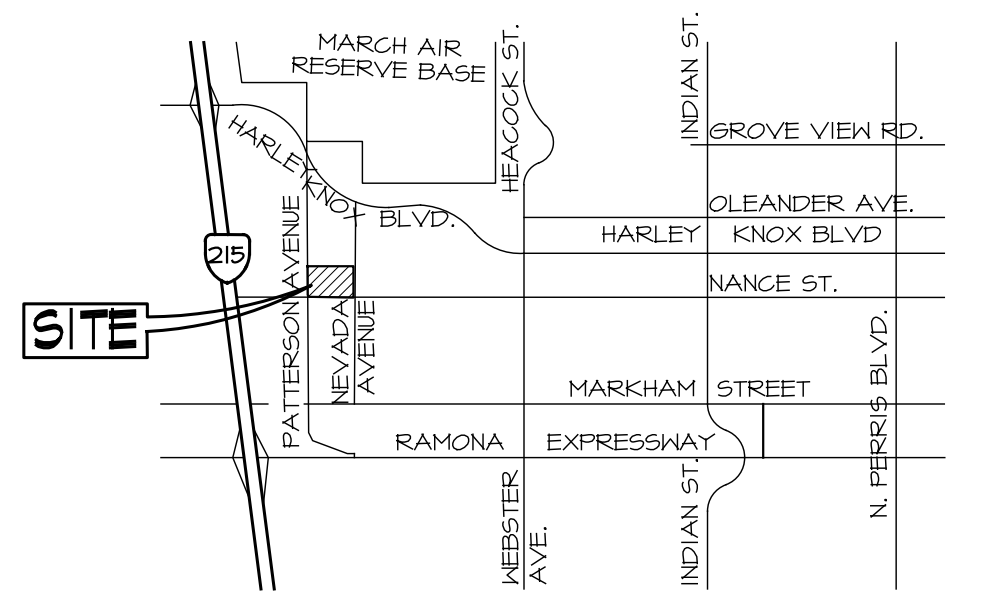 MARCH AIR
RESERVE BASE
HEACOCK ST.
INDIAN ST.
GROVE VIEW RD.
HARLEY KNOX BLVD.
OLEANDER AVE.
HARLEY KNOX BLVD
215
PATTERSON AVENUE
NANCE ST.
SITE
NEVADA
AVENUE
N. PERRIS BLVD.
MARKHAM STREET
RAMONA EXPRESSWAY
WEBSTER
AVE.
INDIAN ST.